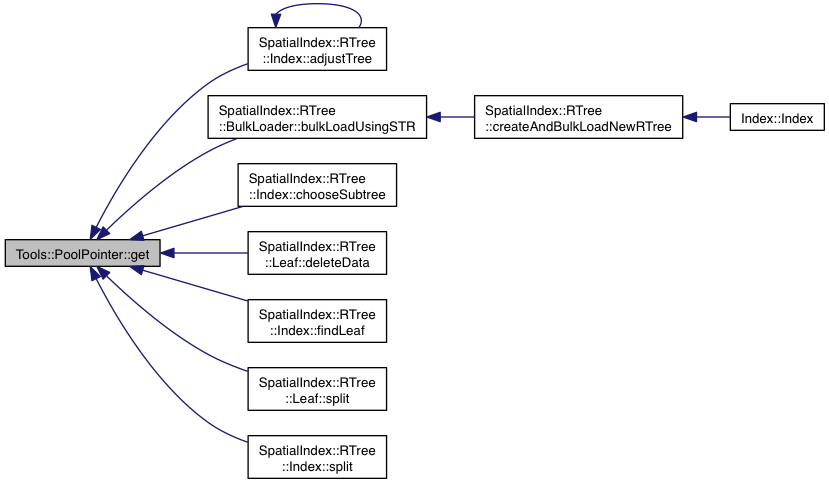 SpatialIndex::RTree
::Index::adjustTree
SpatialIndex::RTree
::BulkLoader::bulkLoadUsingSTR
SpatialIndex::RTree
::createAndBulkLoadNewRTree
Index::Index
SpatialIndex::RTree
::Index::chooseSubtree
Tools::PoolPointer::get
SpatialIndex::RTree
::Leaf::deleteData
SpatialIndex::RTree
::Index::findLeaf
SpatialIndex::RTree
::Leaf::split
SpatialIndex::RTree
::Index::split